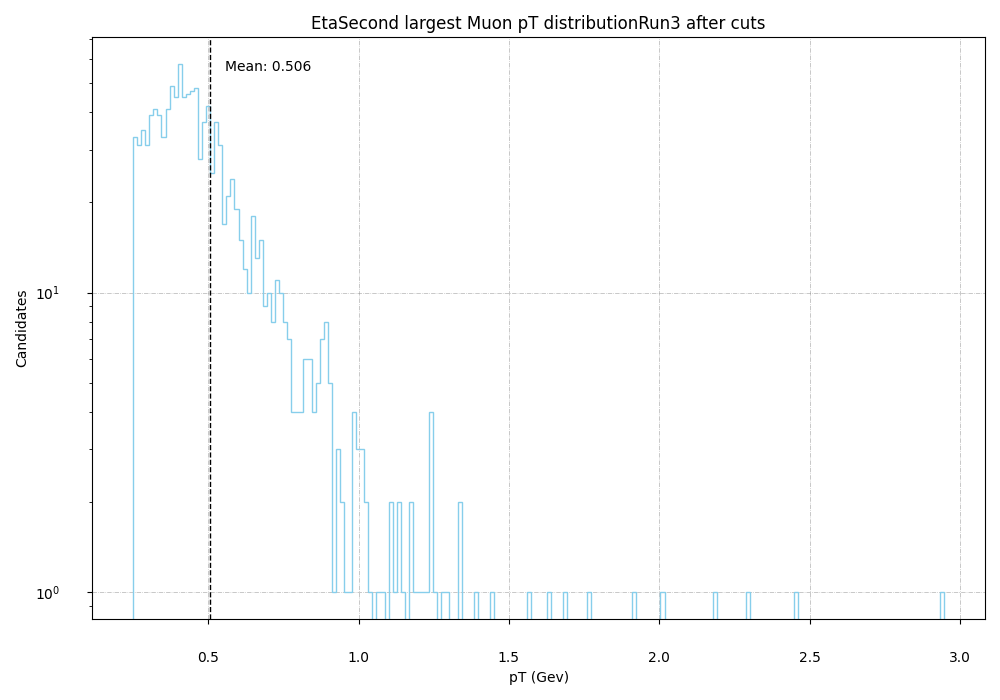 EtaSecond largest Muon pT distributionRun3 after cuts
Mean: 0.506
Candidates
10¹
10⁰
0.5 1.0 1.5 2.0 2.5 3.0
pT (Gev)